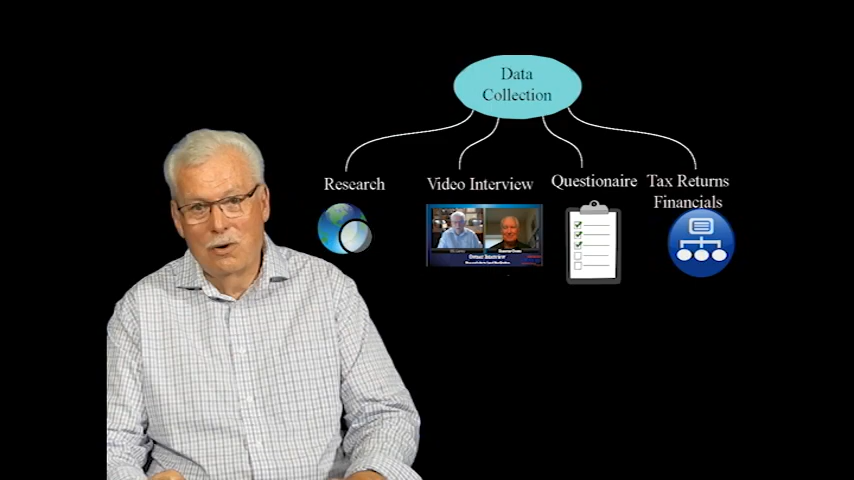 Data
Collection
Research
Video Interview
Questionaire
Tax Returns
Financials